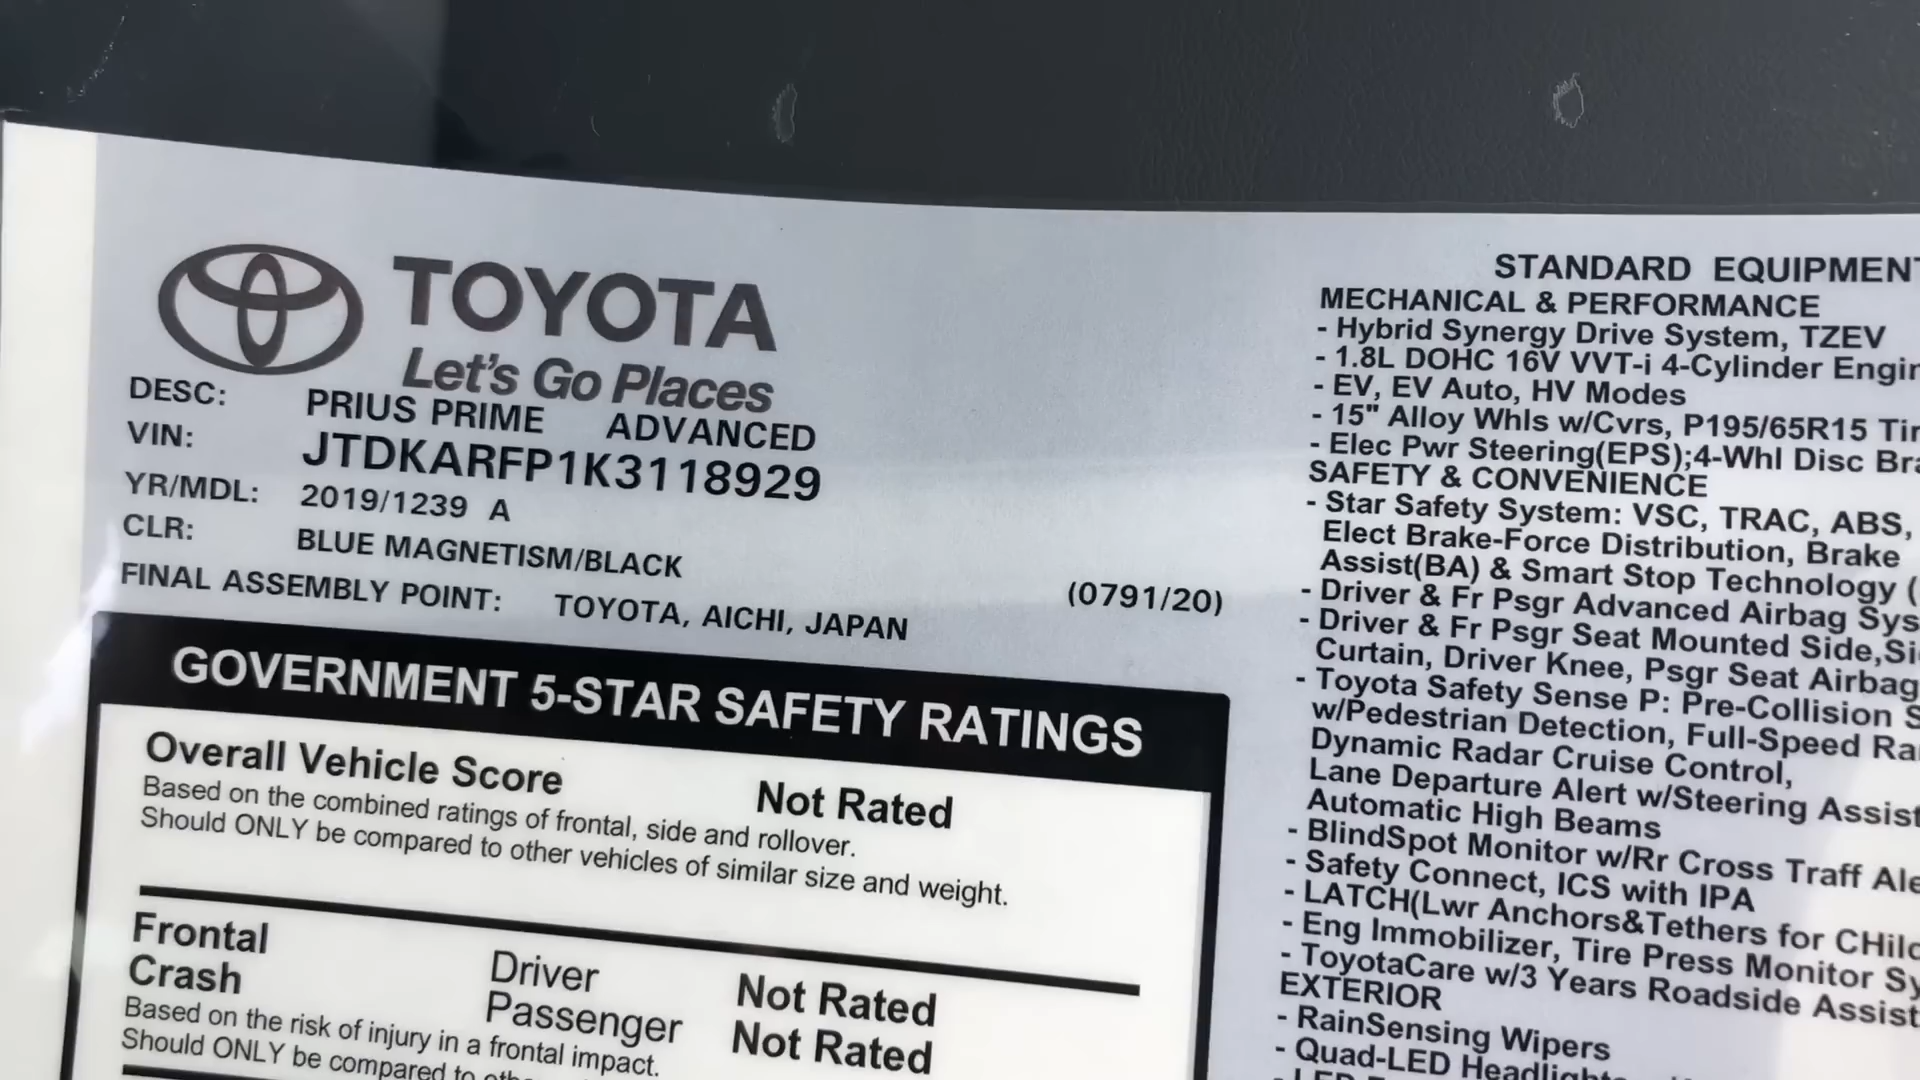 TOYOTA
Let's Go Places
DESC: PRIUS PRIME ADVANCED
VIN: JTDKARFP1K3118929
YR/MDL: 2019/1239 A
CLR: BLUE MAGNETISM/BLACK
FINAL ASSEMBLY POINT: TOYOTA, AICHI, JAPAN (0791/20)
GOVERNMENT 5-STAR SAFETY RATINGS
Overall Vehicle Score Not Rated
Based on the combined ratings of frontal, side and rollover.
Should ONLY be compared to other vehicles of similar size and weight.
Frontal Crash Driver Not Rated
Passenger Not Rated
Based on the risk of injury in a frontal impact.
Should ONLY be compared to
STANDARD
MECHANICAL & PERFORMANCE
- Hybrid Synergy Drive System, TZEV
- 1.8L DOHC 16V VVT-i 4-Cylinder
- EV, EV Auto, HV Modes
- 15" Alloy Whls w/Cvrs, P195/65R15
- Elec Pwr Steering(EPS);4-Whl Disc
SAFETY & CONVENIENCE
- Star Safety System: VSC, TRAC, ABS,
Elect Brake-Force Distribution, Brake
Assist(BA) & Smart Stop Technology
- Driver & Fr Psgr Advanced Airbag
- Driver & Fr Psgr Seat Mounted Side,
Curtain, Driver Knee, Psgr Seat Airbag
- Toyota Safety Sense P: Pre-Collision
w/Pedestrian Detection, Full-Speed
Dynamic Radar Cruise Control,
Lane Departure Alert w/Steering Assist
Automatic High Beams
- BlindSpot Monitor w/Rr Cross Traff
- Safety Connect, ICS with IPA
- LATCH(Lwr Anchors&Tethers for
- Eng Immobilizer, Tire Press Monitor
- ToyotaCare w/3 Years Roadside Assist
EXTERIOR
- RainSensing Wipers
- Quad-LED